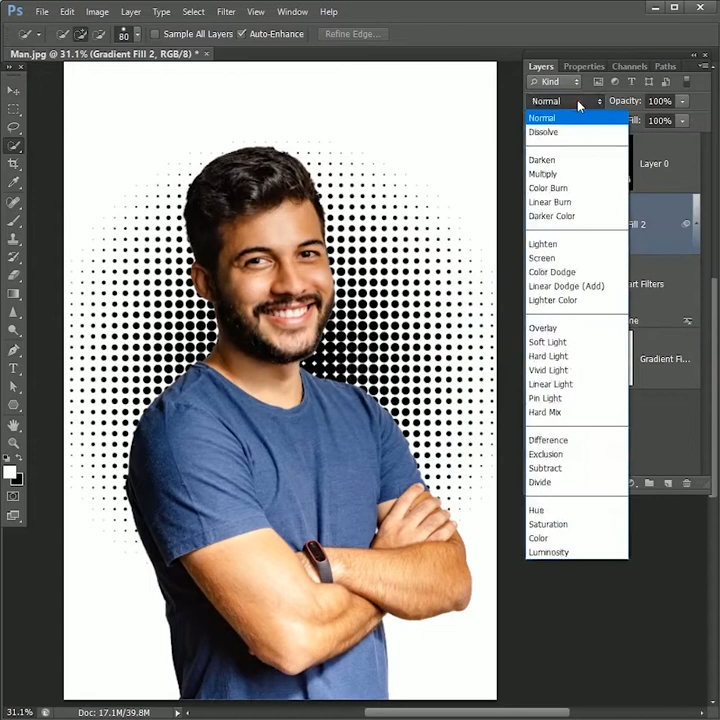 Ps File Edit Image Layer Type Select Filter View Window Help
80 Sample All Layers Auto-Enhance Refine Edge...
Man.jpg @ 31.1% (Gradient Fill 2, RGB/8) * ×
Layers Properties Channels Paths
Kind
Normal Opacity: 100%
Fill: 100%
Normal
Dissolve
Darken
Multiply
Color Burn
Linear Burn
Darker Color
Lighten
Screen
Color Dodge
Linear Dodge (Add)
Lighter Color
Overlay
Soft Light
Hard Light
Vivid Light
Linear Light
Pin Light
Hard Mix
Difference
Exclusion
Subtract
Divide
Hue
Saturation
Color
Luminosity
Layer 0
ill 2
art Filters
ne
Gradient Fi...
31.1% Doc: 17.1M/39.8M